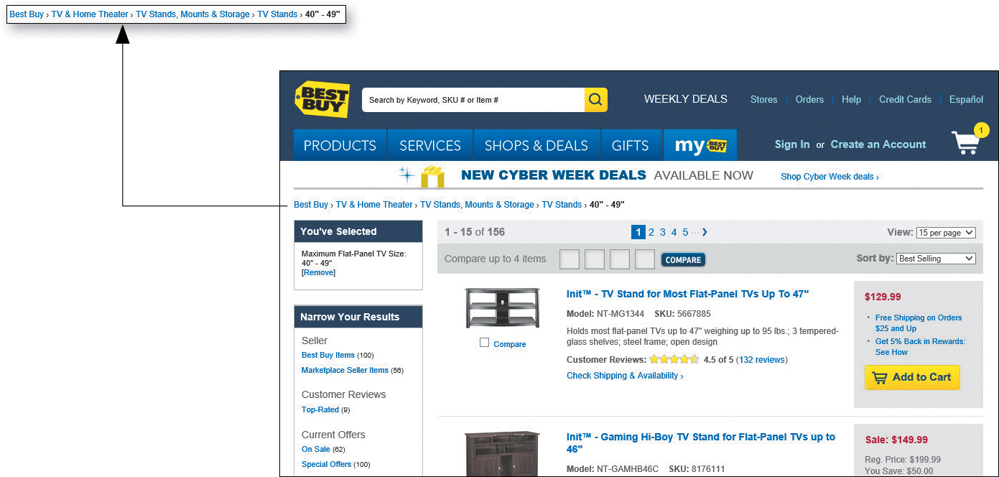 Best Buy › TV & Home Theater › TV Stands, Mounts & Storage › TV Stands › 40" - 49"
BEST BUY
Search by Keyword, SKU # or Item #
WEEKLY DEALS
Stores Orders Help Credit Cards Español
PRODUCTS SERVICES SHOPS & DEALS GIFTS my BEST BUY
Sign In or Create an Account
1
NEW CYBER WEEK DEALS AVAILABLE NOW Shop Cyber Week deals ›
Best Buy › TV & Home Theater › TV Stands, Mounts & Storage › TV Stands › 40" - 49"
You've Selected
Maximum Flat-Panel TV Size:
40" - 49"
[Remove]
Narrow Your Results
Seller
Best Buy Items (100)
Marketplace Seller Items (56)
Customer Reviews
Top-Rated (9)
Current Offers
On Sale (62)
Special Offers (100)
1 - 15 of 156
1 2 3 4 5 ... ›
View: 15 per page
Compare up to 4 items COMPARE
Sort by: Best Selling
Compare
Init™ - TV Stand for Most Flat-Panel TVs Up To 47"
Model: NT-MG1344 SKU: 5667885
Holds most flat-panel TVs up to 47" weighing up to 95 lbs.; 3 tempered-
glass shelves; steel frame; open design
Customer Reviews: 4.5 of 5 (132 reviews)
Check Shipping & Availability ›
$129.99
• Free Shipping on Orders
$25 and Up
• Get 5% Back in Rewards:
See How
Add to Cart
Init™ - Gaming Hi-Boy TV Stand for Flat-Panel TVs up to
46"
Model: NT-GAMHB46C SKU: 8176111
Sale: $149.99
Reg. Price: $199.99
You Save: $50.00